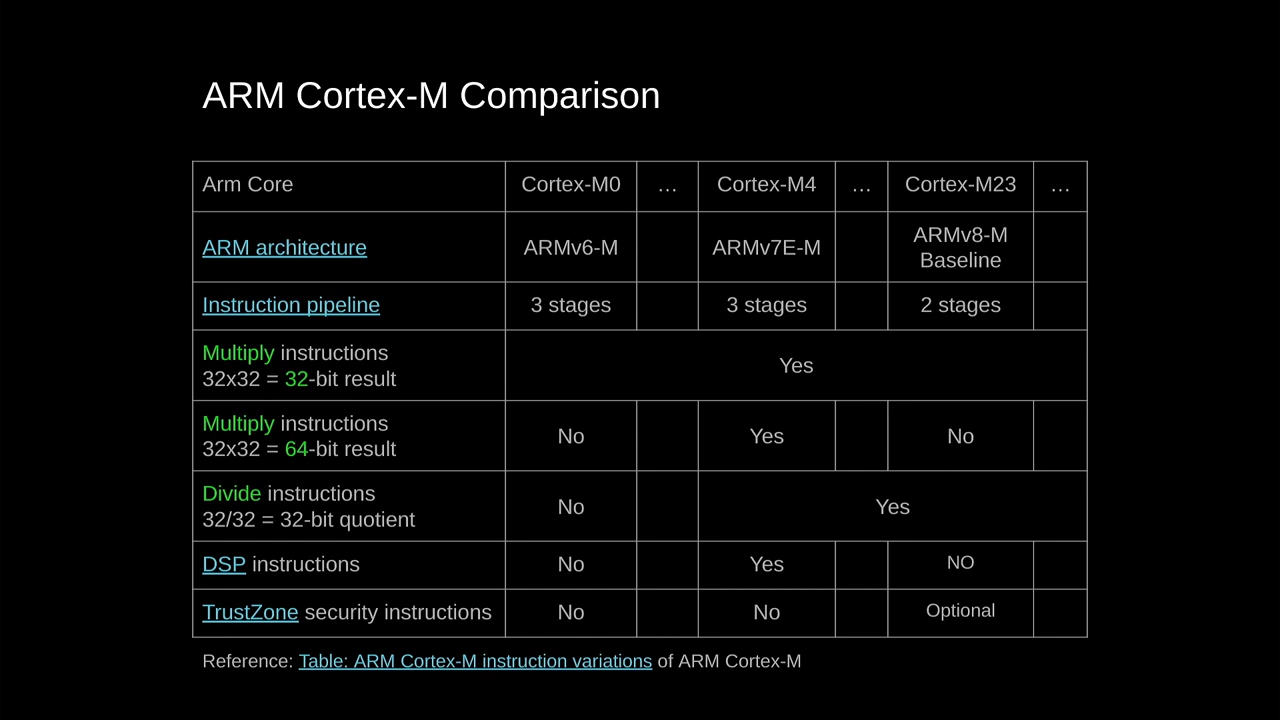 ARM Cortex-M Comparison
Arm Core Cortex-M0 … Cortex-M4 … Cortex-M23 …
ARM architecture ARMv6-M ARMv7E-M ARMv8-M
Baseline
Instruction pipeline 3 stages 3 stages 2 stages
Multiply instructions
32x32 = 32-bit result
Yes
Multiply instructions
32x32 = 64-bit result
No Yes No
Divide instructions
32/32 = 32-bit quotient
No Yes
DSP instructions No Yes NO
TrustZone security instructions No No Optional
Reference: Table: ARM Cortex-M instruction variations of ARM Cortex-M